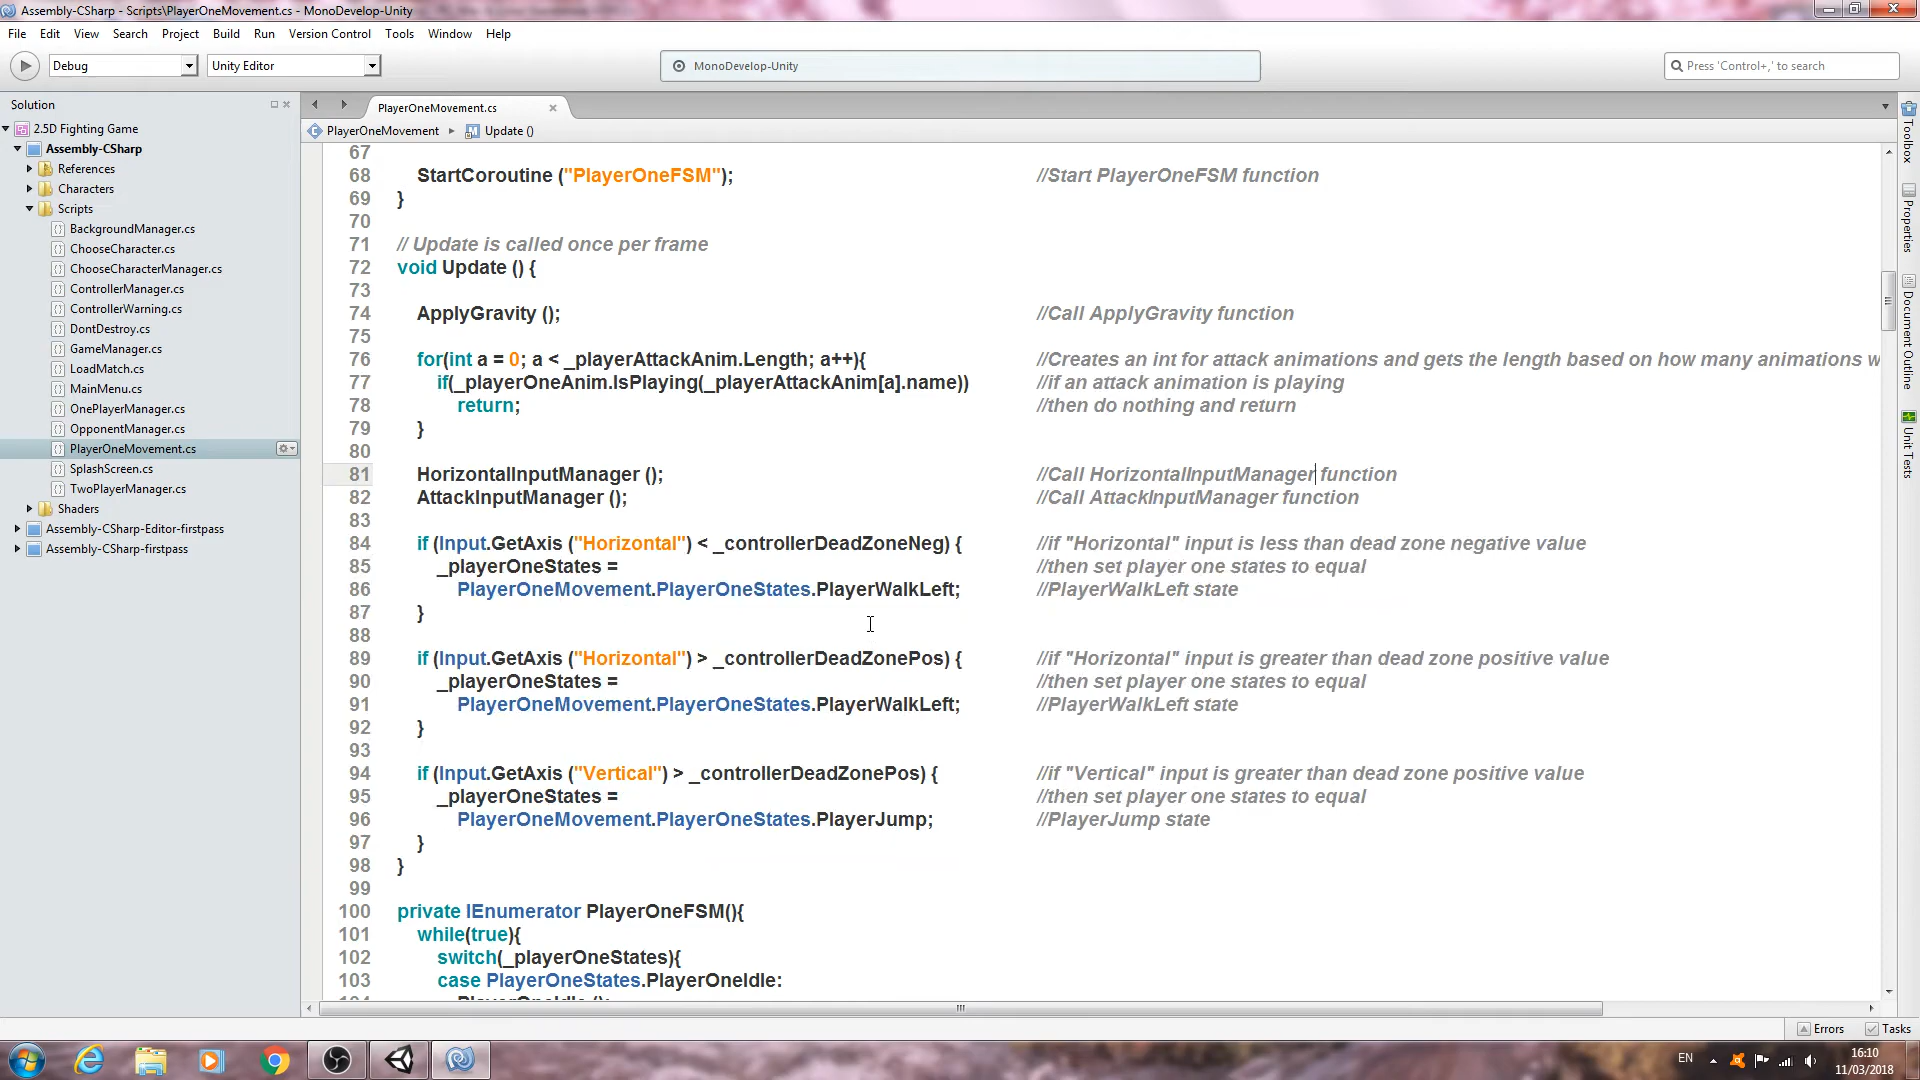 Assembly-CSharp - Scripts\PlayerOneMovement.cs - MonoDevelop-Unity
File Edit View Search Project Build Run Version Control Tools Window Help
Debug Unity Editor MonoDevelop-Unity Press 'Control+,' to search
Solution
2.5D Fighting Game
Assembly-CSharp
References
Characters
Scripts
BackgroundManager.cs
ChooseCharacter.cs
ChooseCharacterManager.cs
ControllerManager.cs
ControllerWarning.cs
DontDestroy.cs
GameManager.cs
LoadMatch.cs
MainMenu.cs
OnePlayerManager.cs
OpponentManager.cs
PlayerOneMovement.cs
SplashScreen.cs
TwoPlayerManager.cs
Shaders
Assembly-CSharp-Editor-firstpass
Assembly-CSharp-firstpass
PlayerOneMovement.cs
PlayerOneMovement Update ()
67
68 StartCoroutine ("PlayerOneFSM"); //Start PlayerOneFSM function
69 }
70
71 // Update is called once per frame
72 void Update () {
73
74 ApplyGravity (); //Call ApplyGravity function
75
76 for(int a = 0; a < _playerAttackAnim.Length; a++){ //Creates an int for attack animations and gets the length based on how many animations w
77 if(_playerOneAnim.IsPlaying(_playerAttackAnim[a].name)) //if an attack animation is playing
78 return; //then do nothing and return
79 }
80
81 HorizontalInputManager (); //Call HorizontalInputManager function
82 AttackInputManager (); //Call AttackInputManager function
83
84 if (Input.GetAxis ("Horizontal") < _controllerDeadZoneNeg) { //if "Horizontal" input is less than dead zone negative value
85 _playerOneStates = //then set player one states to equal
86 PlayerOneMovement.PlayerOneStates.PlayerWalkLeft; //PlayerWalkLeft state
87 }
88
89 if (Input.GetAxis ("Horizontal") > _controllerDeadZonePos) { //if "Horizontal" input is greater than dead zone positive value
90 _playerOneStates = //then set player one states to equal
91 PlayerOneMovement.PlayerOneStates.PlayerWalkLeft; //PlayerWalkLeft state
92 }
93
94 if (Input.GetAxis ("Vertical") > _controllerDeadZonePos) { //if "Vertical" input is greater than dead zone positive value
95 _playerOneStates = //then set player one states to equal
96 PlayerOneMovement.PlayerOneStates.PlayerJump; //PlayerJump state
97 }
98 }
99
100 private IEnumerator PlayerOneFSM(){
101 while(true){
102 switch(_playerOneStates){
103 case PlayerOneStates.PlayerOneIdle:
Toolbox
Properties
Document Outline
Unit Tests
Errors Tasks
EN
16:10
11/03/2018